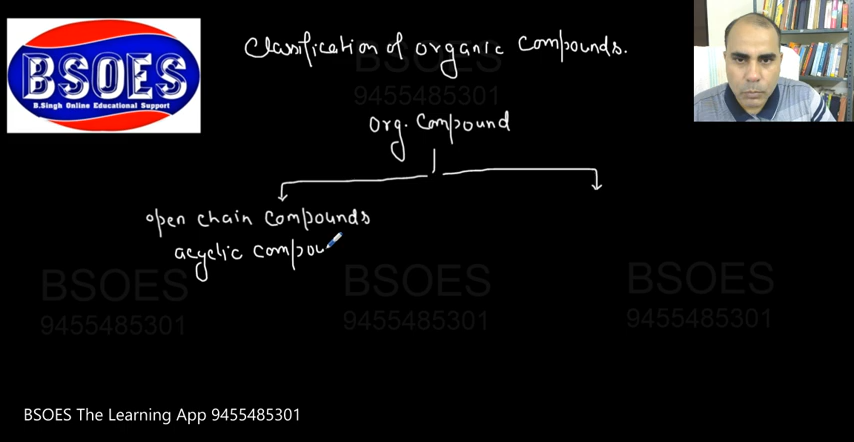 Classification of organic compounds.
BSOES
B.Singh Online Educational Support
BSOES
9455485301
org. compound
open chain compounds
acyclic compou
BSOES
9455485301
BSOES
9455485301
BSOES
9455485301
BSOES The Learning App 9455485301